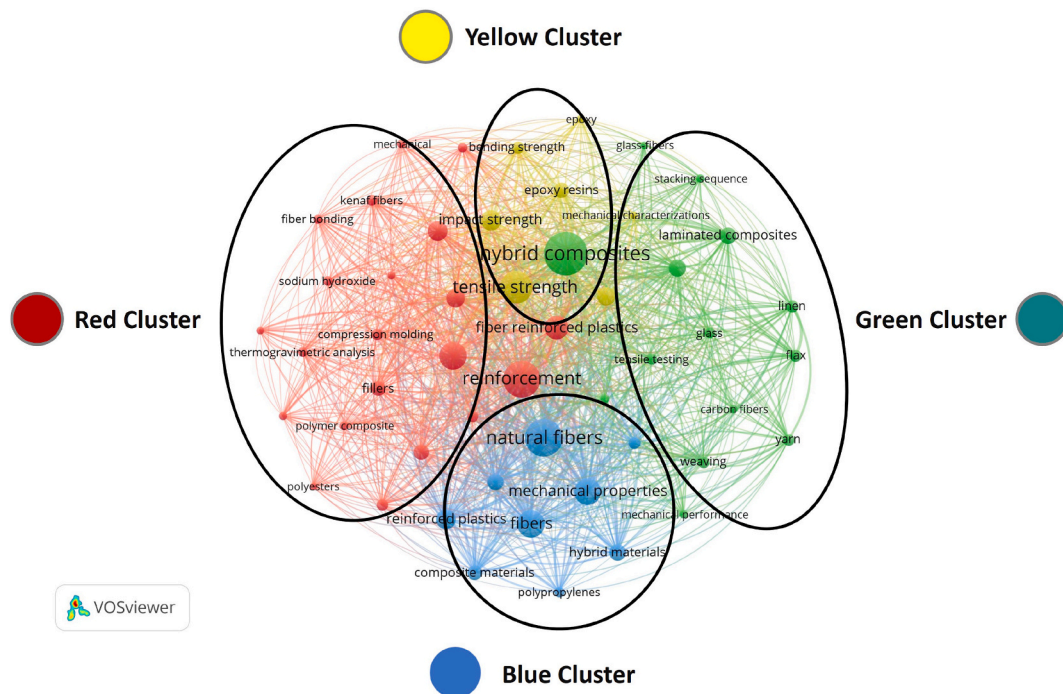 Yellow Cluster
epoxy
mechanical
bending strength
glass-fibers
stacking sequence
epoxy resins
kenaf fibers
fiber bonding
impact strength
mechanical characterizations
laminated composites
hybrid composites
sodium hydroxide
tensile strength
linen
Red Cluster
Green Cluster
fiber reinforced plastics
compression molding
glass
thermogravimetric analysis
tensile testing
flax
reinforcement
fillers
carbon fibers
polymer composite
natural fibers
yarn
weaving
polyesters
mechanical properties
reinforced plastics
fibers
mechanical performance
hybrid materials
composite materials
polypropylenes
VOSviewer
Blue Cluster